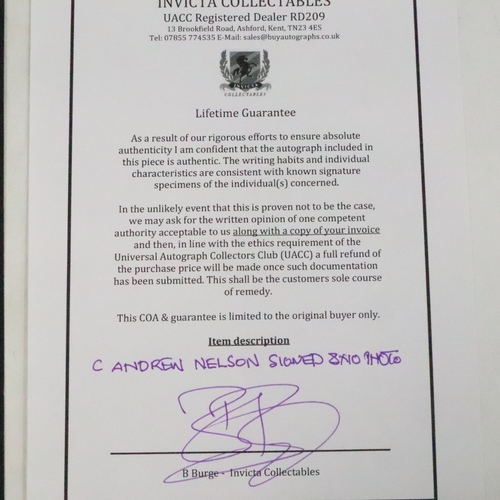 INVICTA COLLECTABLES
UACC Registered Dealer RD209
13 Brookfield Road, Ashford, Kent, TN23 4ES
Tel: 07855 774535 E-Mail: sales@buyautographs.co.uk
INVICTA
COLLECTABLES
Lifetime Guarantee
As a result of our rigorous efforts to ensure absolute
authenticity I am confident that the autograph included in
this piece is authentic. The writing habits and individual
characteristics are consistent with known signature
specimens of the individual(s) concerned.
In the unlikely event that this is proven not to be the case,
we may ask for the written opinion of one competent
authority acceptable to us along with a copy of your invoice
and then, in line with the ethics requirement of the
Universal Autograph Collectors Club (UACC) a full refund of
the purchase price will be made once such documentation
has been submitted. This shall be the customers sole course
of remedy.
This COA & guarantee is limited to the original buyer only.
Item description
C ANDREW NELSON SIGNED 8X10 PHOTO
B Burge - Invicta Collectables